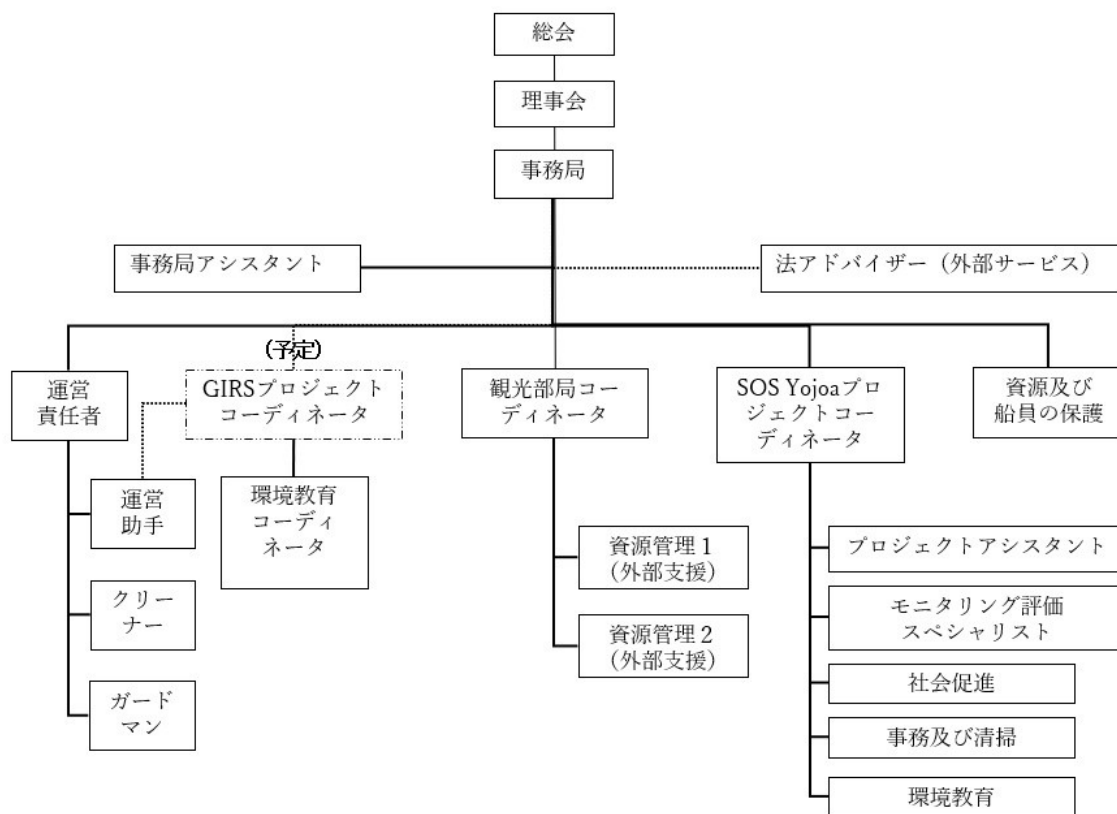 総会
理事会
事務局
事務局アシスタント
法アドバイザー（外部サービス）
(予定)
運営
責任者
GIRSプロジェクト
コーディネータ
観光部局コー
ディネータ
SOS Yojoaプロ
ジェクトコー
ディネータ
資源及び
船員の保護
運営
助手
環境教育
コーディ
ネータ
クリー
ナー
ガード
マン
資源管理１
（外部支援）
資源管理２
（外部支援）
プロジェクトアシスタント
モニタリング評価
スペシャリスト
社会促進
事務及び清掃
環境教育